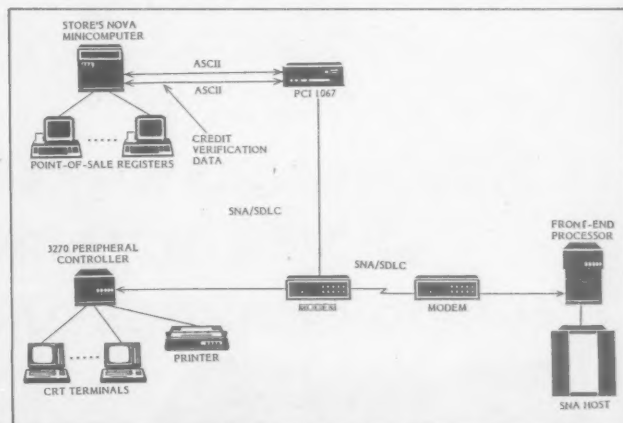 STORE'S NOVA
MINICOMPUTER
ASCII
ASCII
PCI 1067
CREDIT
VERIFICATION
DATA
POINT-OF-SALE REGISTERS
SNA/SDLC
3270 PERIPHERAL
CONTROLLER
SNA/SDLC
FRONT-END
PROCESSOR
MODEM
MODEM
PRINTER
CRT TERMINALS
SNA HOST